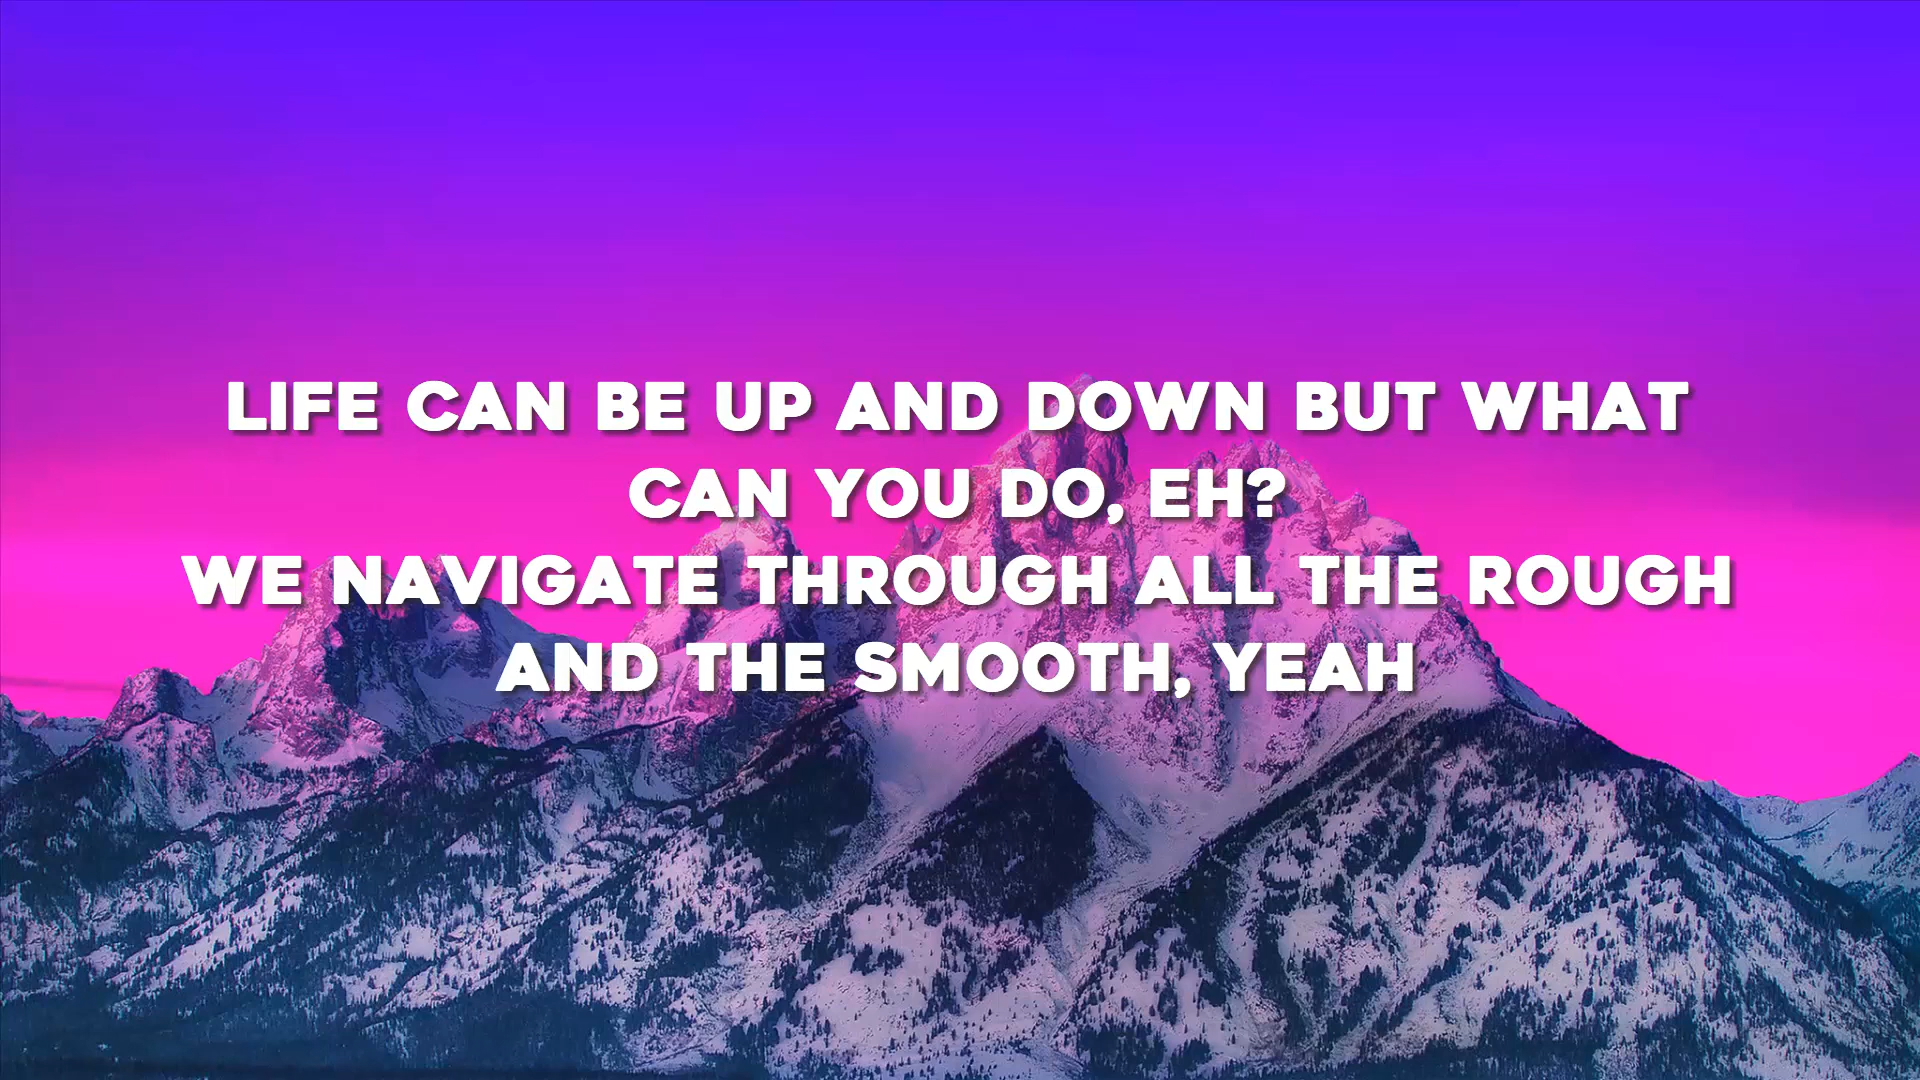 LIFE CAN BE UP AND DOWN BUT WHAT
CAN YOU DO, EH?
WE NAVIGATE THROUGH ALL THE ROUGH
AND THE SMOOTH, YEAH